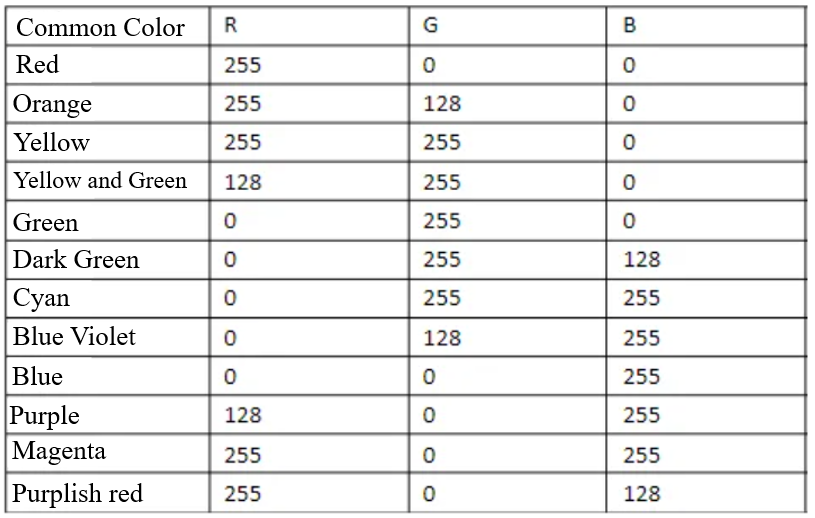 Common Color R G B
Red 255 0 0
Orange 255 128 0
Yellow 255 255 0
Yellow and Green 128 255 0
Green 0 255 0
Dark Green 0 255 128
Cyan 0 255 255
Blue Violet 0 128 255
Blue 0 0 255
Purple 128 0 255
Magenta 255 0 255
Purplish red 255 0 128